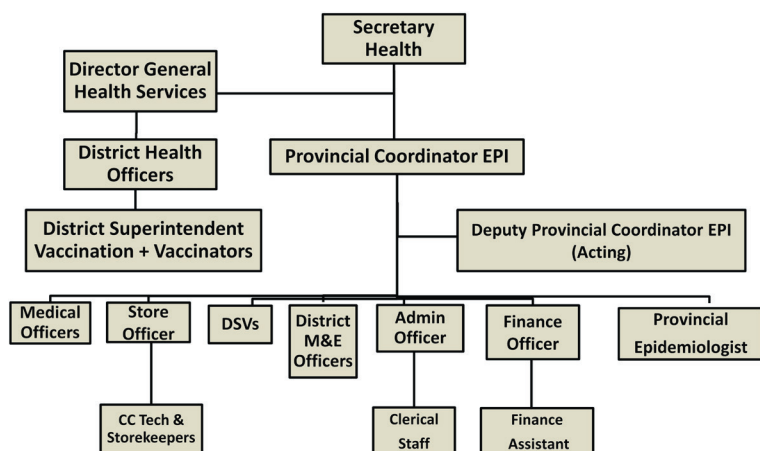 Secretary
Health
Director General
Health Services
District Health
Officers
Provincial Coordinator EPI
District Superintendent
Vaccination + Vaccinators
Deputy Provincial Coordinator EPI
(Acting)
Medical
Officers
Store
Officer
DSVs
District
M&E
Officers
Admin
Officer
Finance
Officer
Provincial
Epidemiologist
CC Tech &
Storekeepers
Clerical
Staff
Finance
Assistant